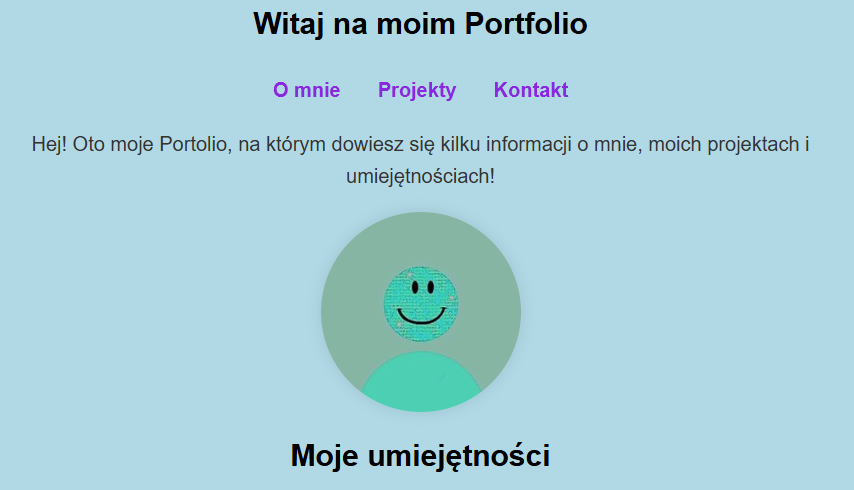 Witaj na moim Portfolio
O mnie Projekty Kontakt
Hej! Oto moje Portolio, na którym dowiesz się kilku informacji o mnie, moich projektach i
umiejętnościach!
Moje umiejętności